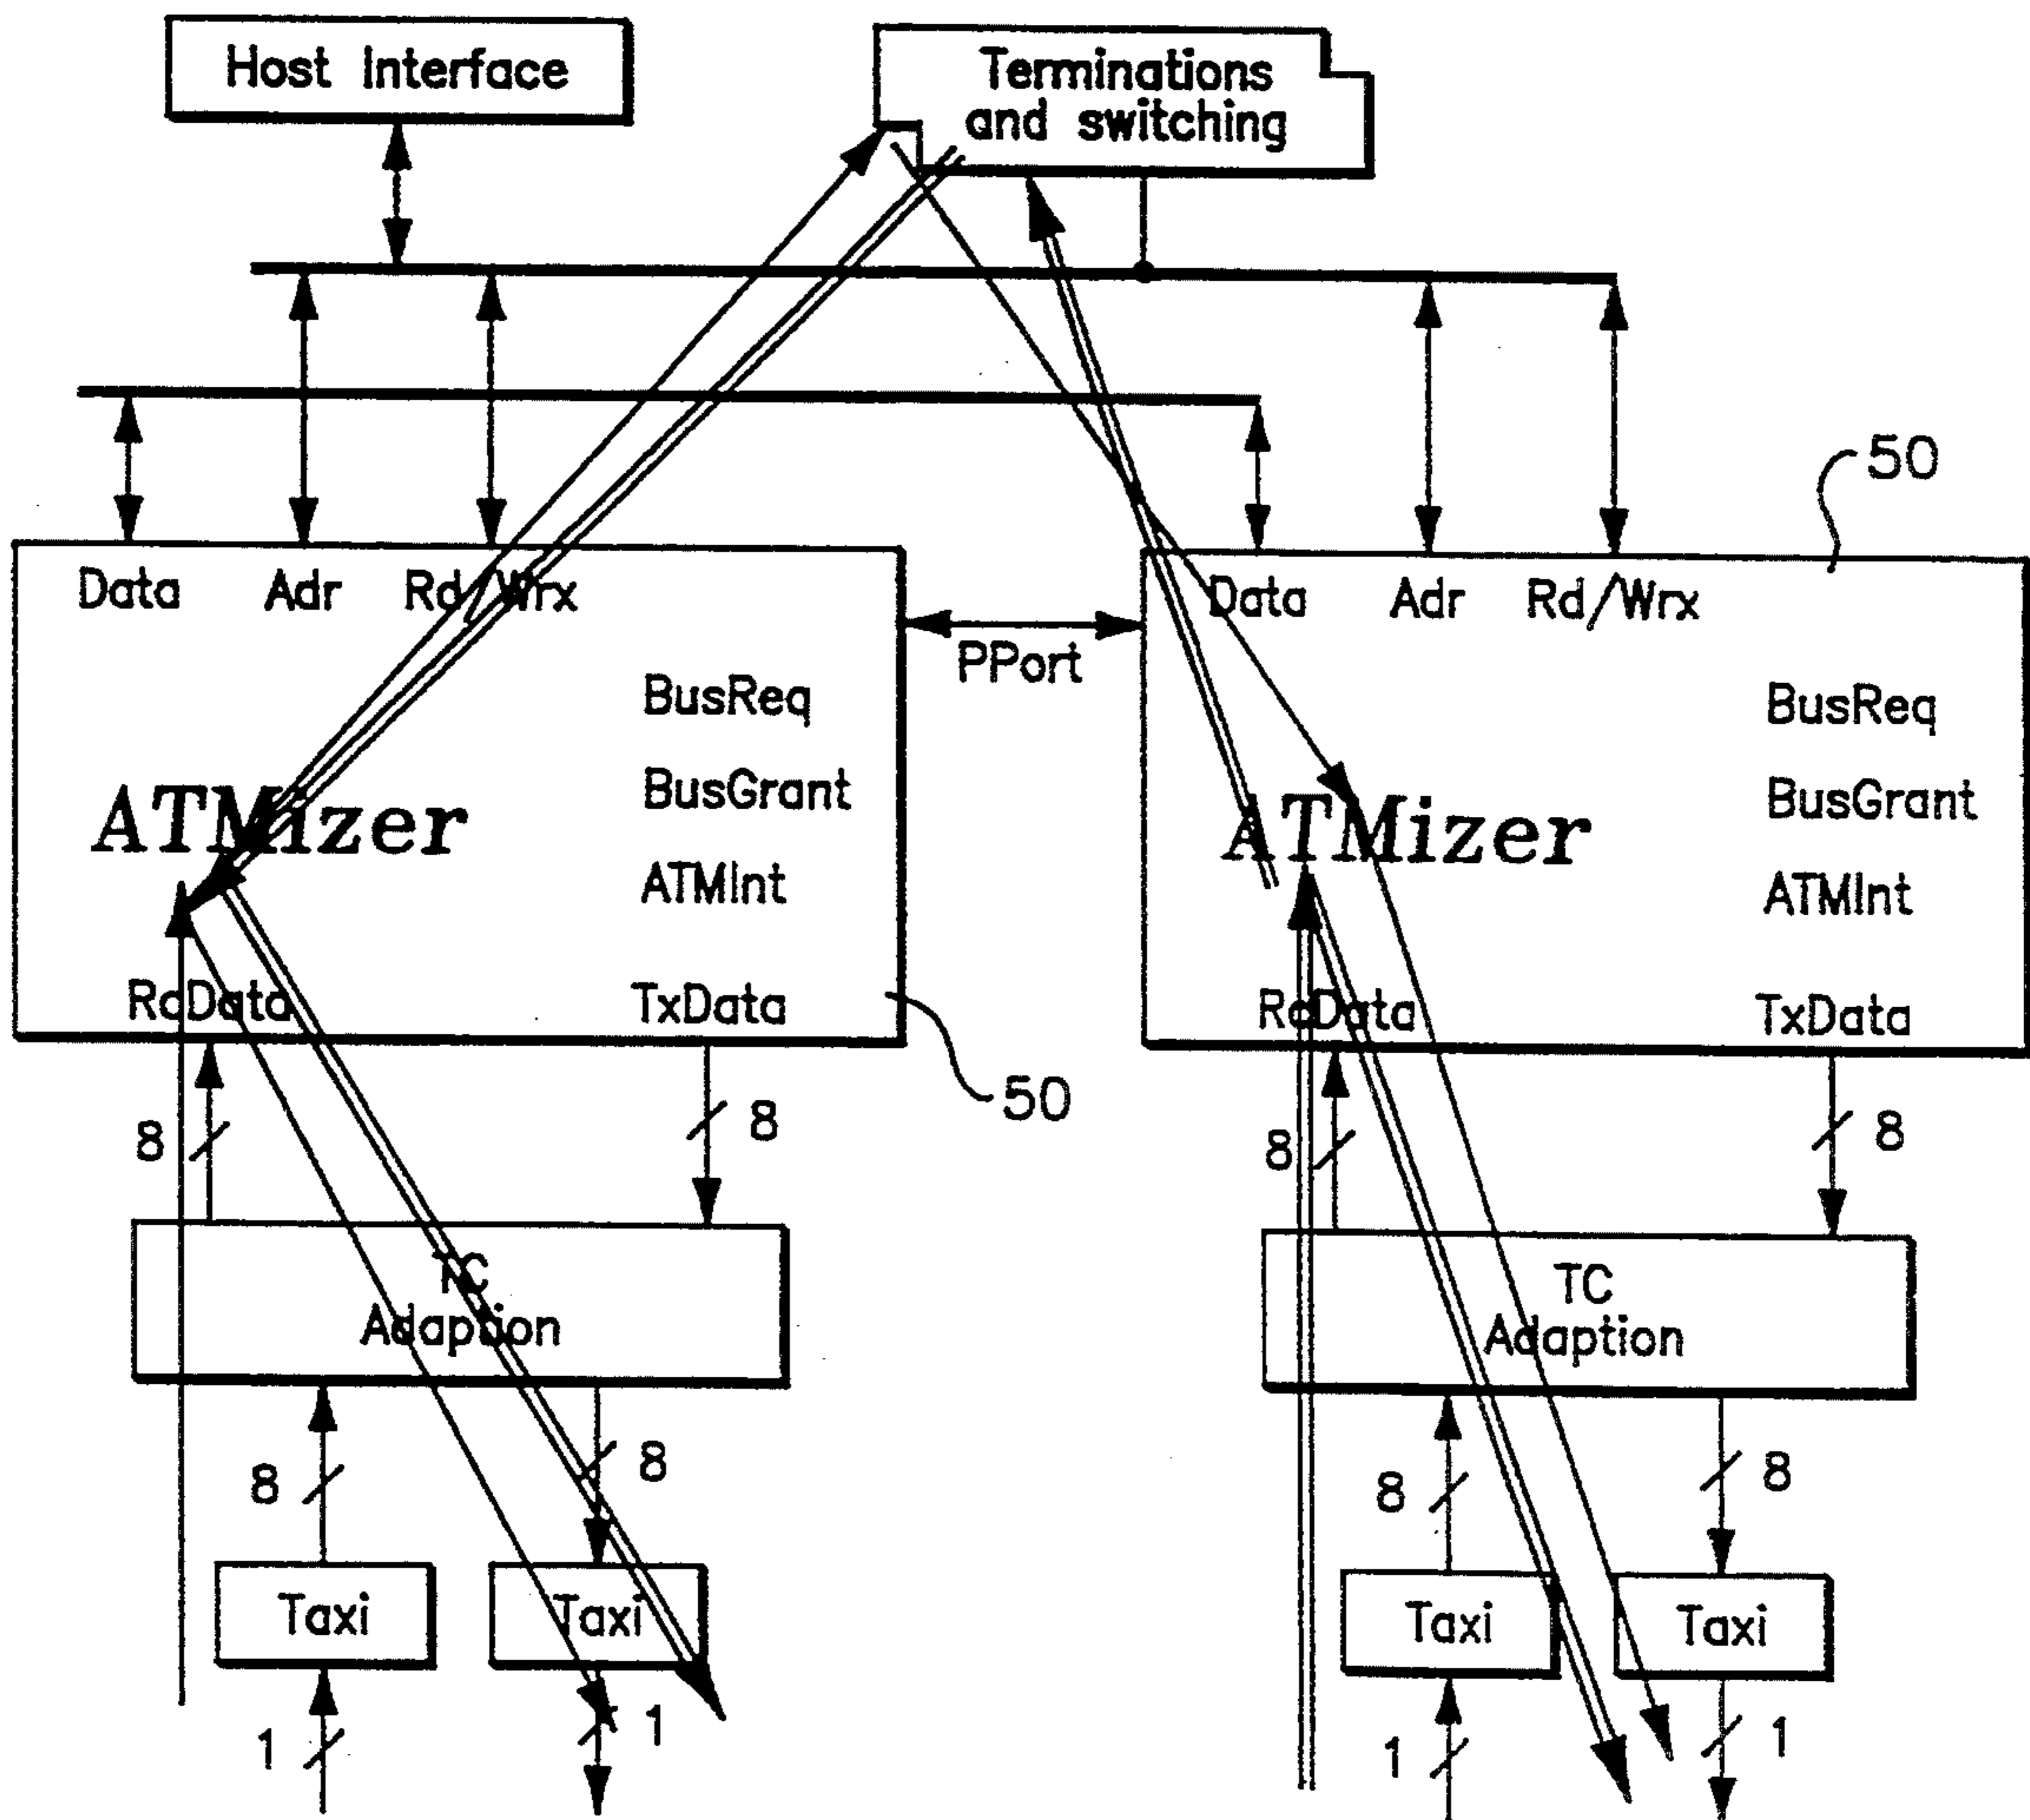 Host Interface
Terminations
and switching
50
Data Adr Rd/Wrx
PPort
Data Adr Rd/Wrx
BusReq
BusGrant
ATMizer
ATMInt
RcData TxData
50
BusReq
BusGrant
ATMizer
ATMInt
RcData TxData
8 8
8 8
TC
Adaption
TC
Adaption
8 8
8 8
Taxi Taxi
Taxi Taxi
1 1
1 1